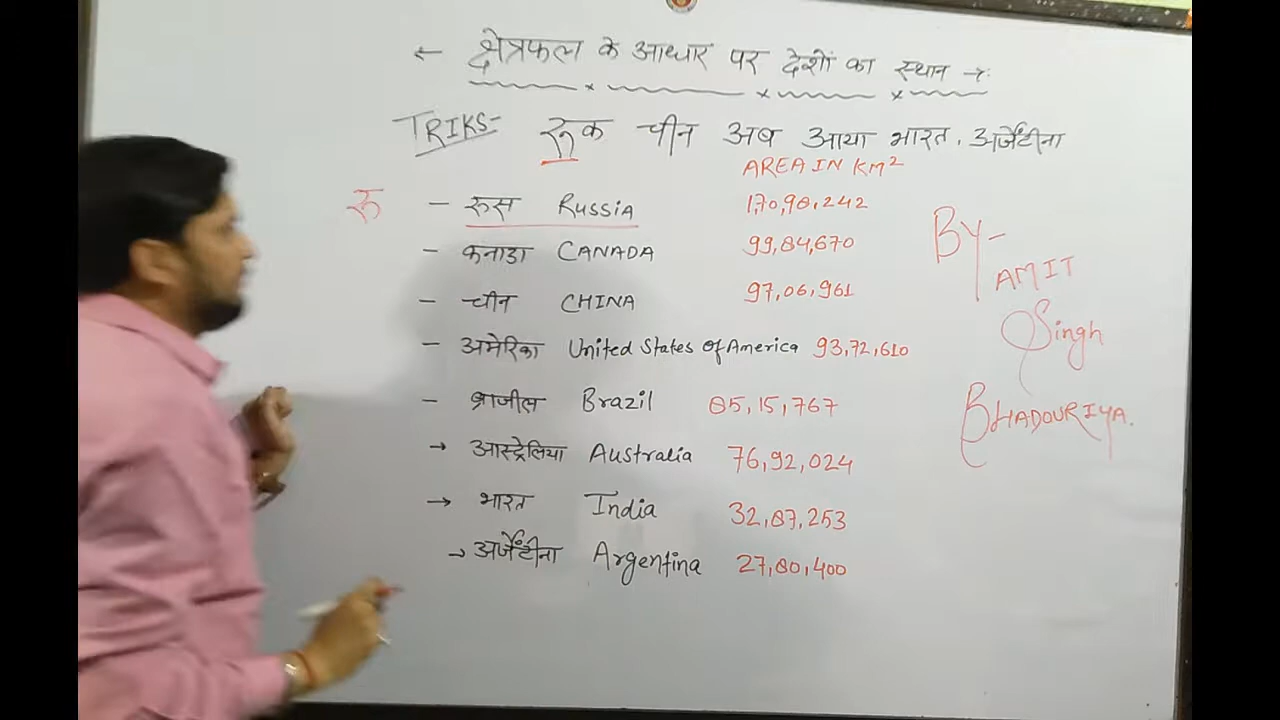 ← क्षेत्रफल के आधार पर देशों का स्थान →:
TRIKS- रूक चीन अब आया भारत, अर्जेंटीना
AREA IN KM²
रू - रूस RUSSIA 1,70,98,242
- कनाडा CANADA 99,84,670
- चीन CHINA 97,06,961
- अमेरिका United States of America 93,72,610
- ब्राजील Brazil 85,15,767
→ आस्ट्रेलिया Australia 76,92,024
→ भारत India 32,87,253
→ अर्जेंटीना Argentina 27,80,400
BY-
AMIT
Singh
BHADOURIYA.